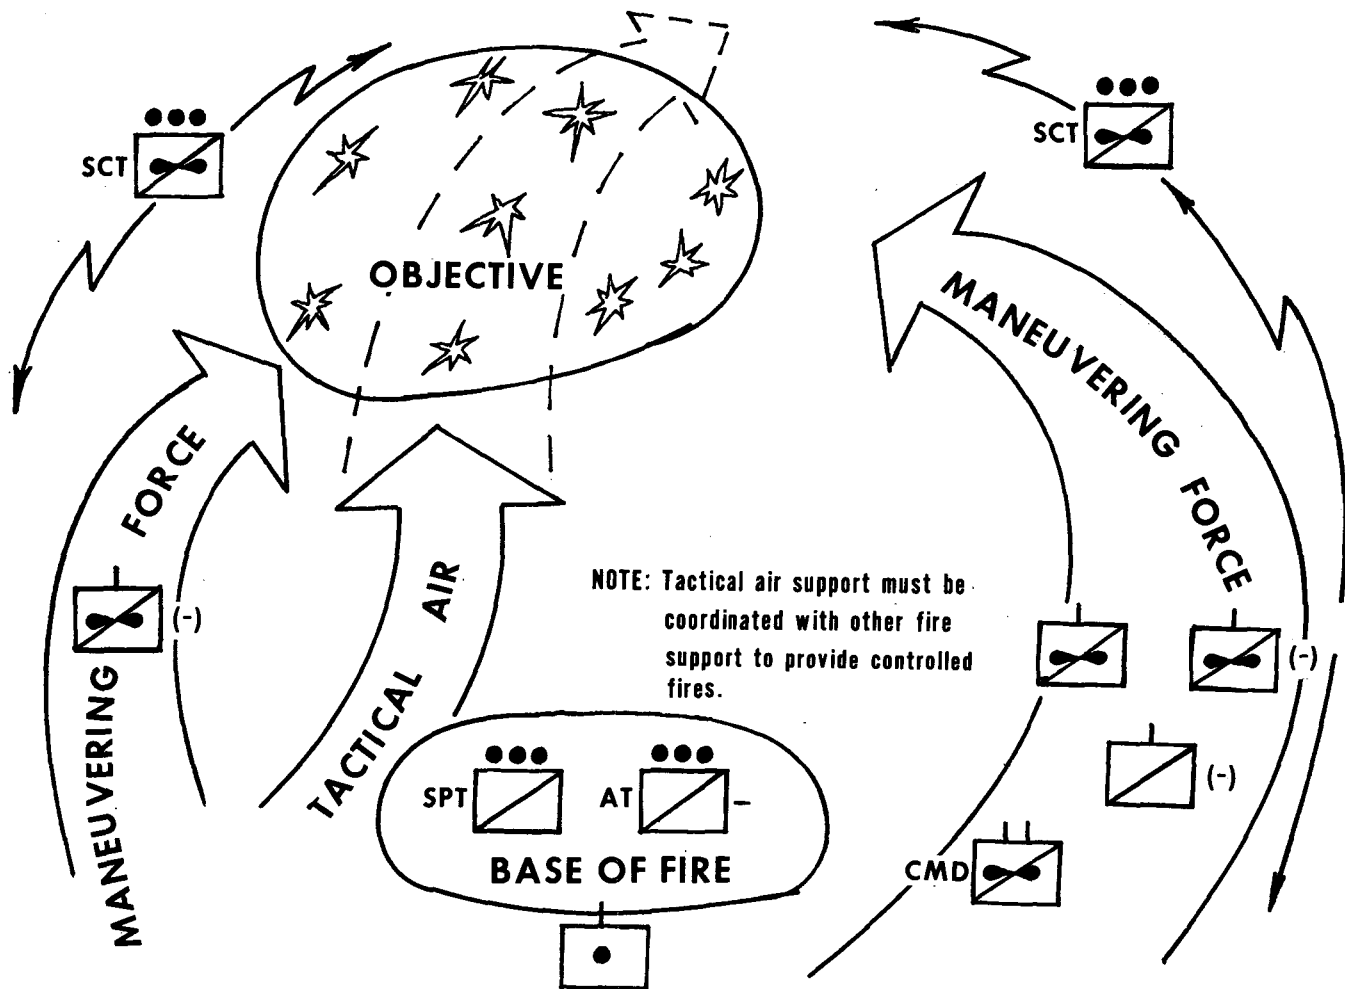 SCT
SCT
OBJECTIVE
MANEUVERING FORCE
MANEUVERING FORCE
(-)
TACTICAL AIR
NOTE: Tactical air support must be
coordinated with other fire
support to provide controlled
fires.
(-)
(-)
SPT
AT
-
BASE OF FIRE
CMD